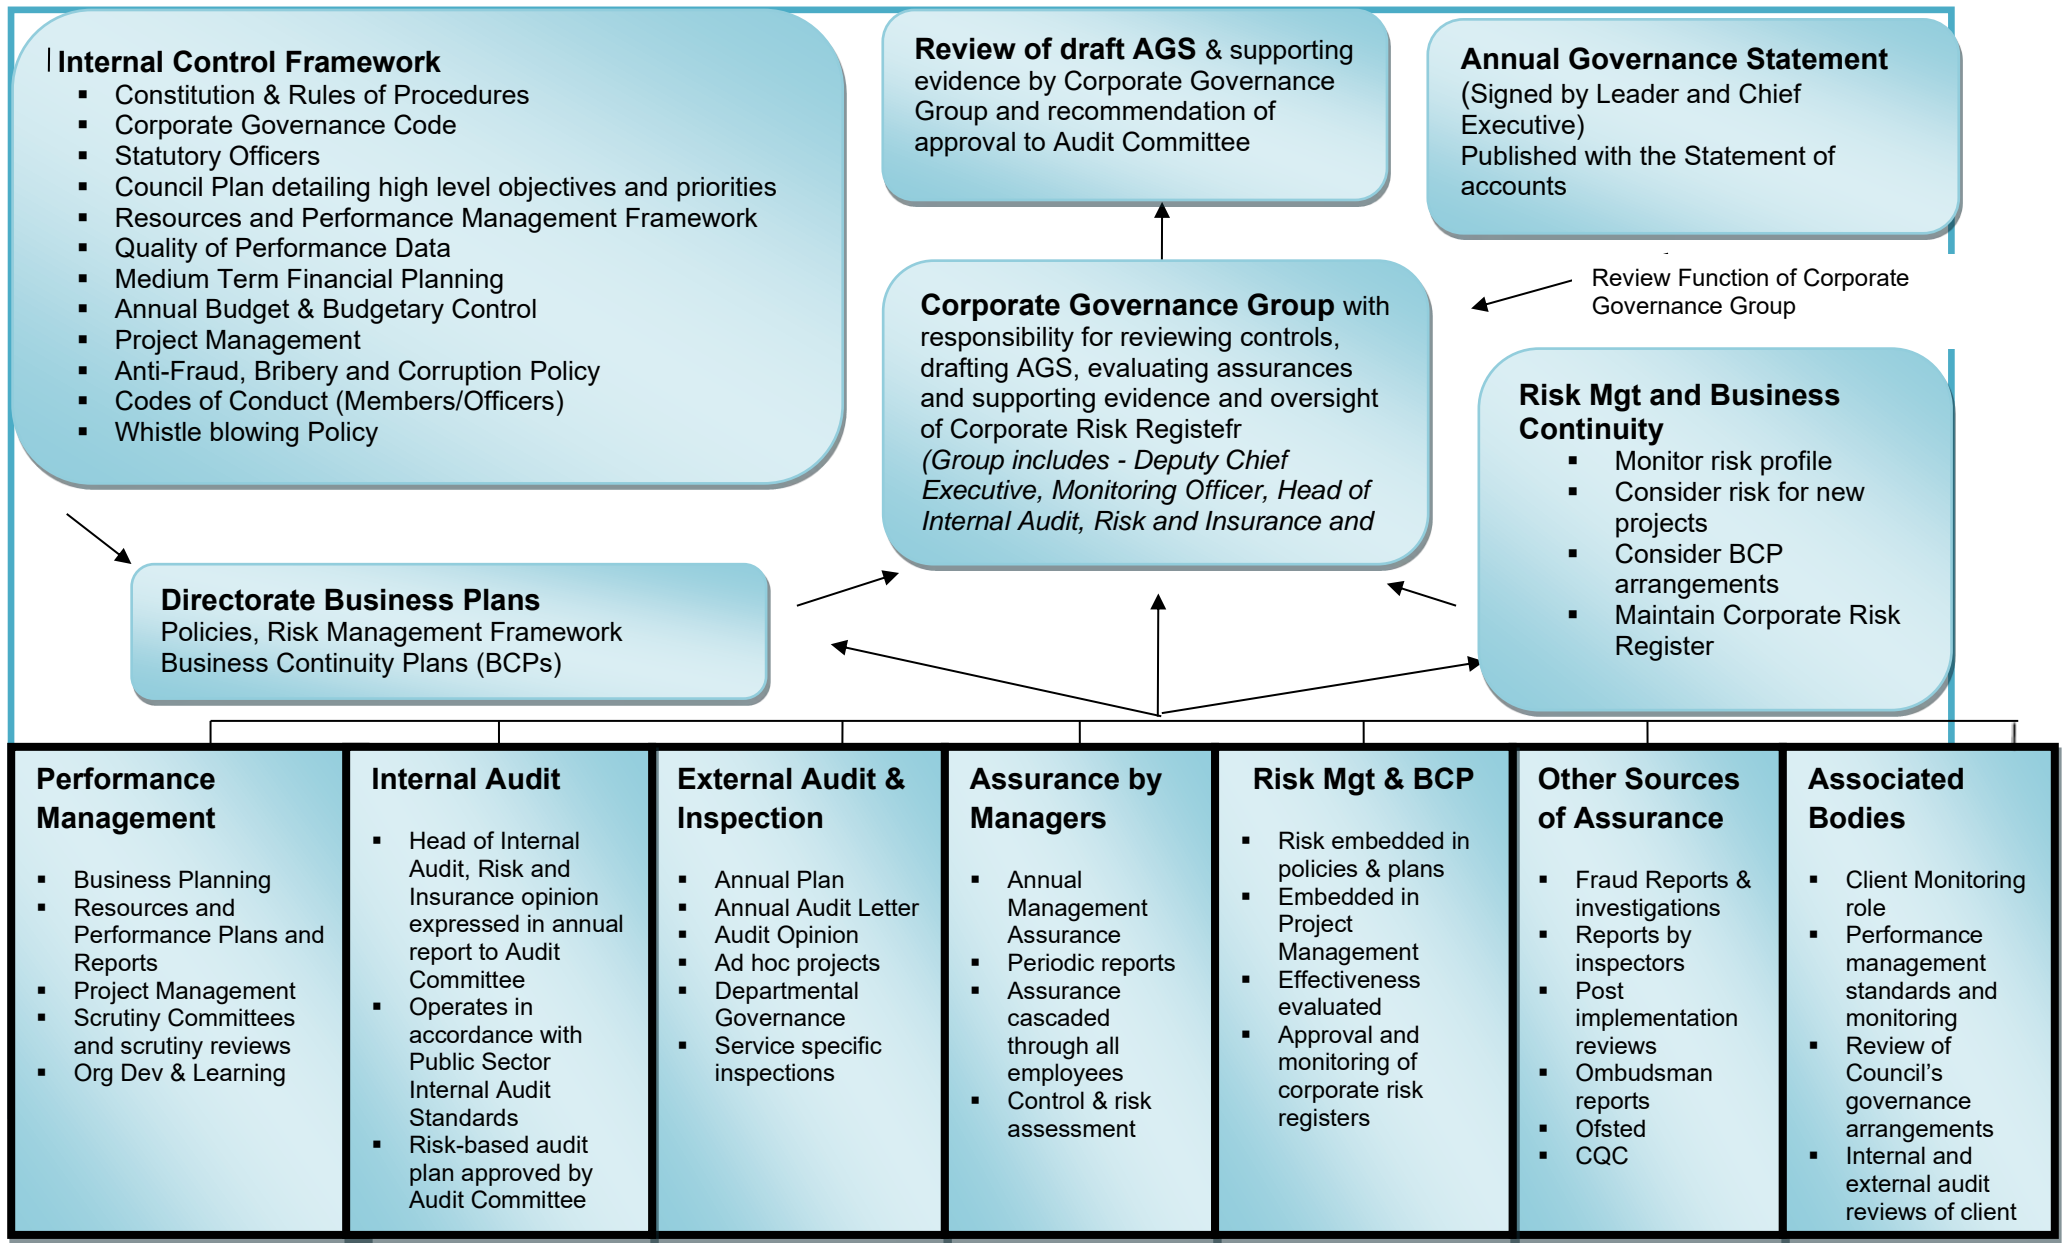 Internal Control Framework
▪ Constitution & Rules of Procedures
▪ Corporate Governance Code
▪ Statutory Officers
▪ Council Plan detailing high level objectives and priorities
▪ Resources and Performance Management Framework
▪ Quality of Performance Data
▪ Medium Term Financial Planning
▪ Annual Budget & Budgetary Control
▪ Project Management
▪ Anti-Fraud, Bribery and Corruption Policy
▪ Codes of Conduct (Members/Officers)
▪ Whistle blowing Policy
Review of draft AGS & supporting
evidence by Corporate Governance
Group and recommendation of
approval to Audit Committee
Annual Governance Statement
(Signed by Leader and Chief
Executive)
Published with the Statement of
accounts
Review Function of Corporate
Governance Group
Corporate Governance Group with
responsibility for reviewing controls,
drafting AGS, evaluating assurances
and supporting evidence and oversight
of Corporate Risk Registefr
(Group includes - Deputy Chief
Executive, Monitoring Officer, Head of
Internal Audit, Risk and Insurance and
Risk Mgt and Business
Continuity
▪ Monitor risk profile
▪ Consider risk for new
projects
▪ Consider BCP
arrangements
▪ Maintain Corporate Risk
Register
Directorate Business Plans
Policies, Risk Management Framework
Business Continuity Plans (BCPs)
Performance
Management
▪ Business Planning
▪ Resources and
Performance Plans and
Reports
▪ Project Management
▪ Scrutiny Committees
and scrutiny reviews
▪ Org Dev & Learning
Internal Audit
▪ Head of Internal
Audit, Risk and
Insurance opinion
expressed in annual
report to Audit
Committee
▪ Operates in
accordance with
Public Sector
Internal Audit
Standards
▪ Risk-based audit
plan approved by
Audit Committee
External Audit &
Inspection
▪ Annual Plan
▪ Annual Audit Letter
▪ Audit Opinion
▪ Ad hoc projects
▪ Departmental
Governance
▪ Service specific
inspections
Assurance by
Managers
▪ Annual
Management
Assurance
▪ Periodic reports
▪ Assurance
cascaded
through all
employees
▪ Control & risk
assessment
Risk Mgt & BCP
▪ Risk embedded in
policies & plans
▪ Embedded in
Project
Management
▪ Effectiveness
evaluated
▪ Approval and
monitoring of
corporate risk
registers
Other Sources
of Assurance
▪ Fraud Reports &
investigations
▪ Reports by
inspectors
▪ Post
implementation
reviews
▪ Ombudsman
reports
▪ Ofsted
▪ CQC
Associated
Bodies
▪ Client Monitoring
role
▪ Performance
management
standards and
monitoring
▪ Review of
Council’s
governance
arrangements
▪ Internal and
external audit
reviews of client